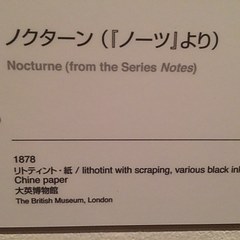 ノクターン（『ノーツ』より）
Nocturne (from the Series Notes)
1878
リトティント・紙 / lithotint with scraping, various black ink
Chine paper
大英博物館
The British Museum, London